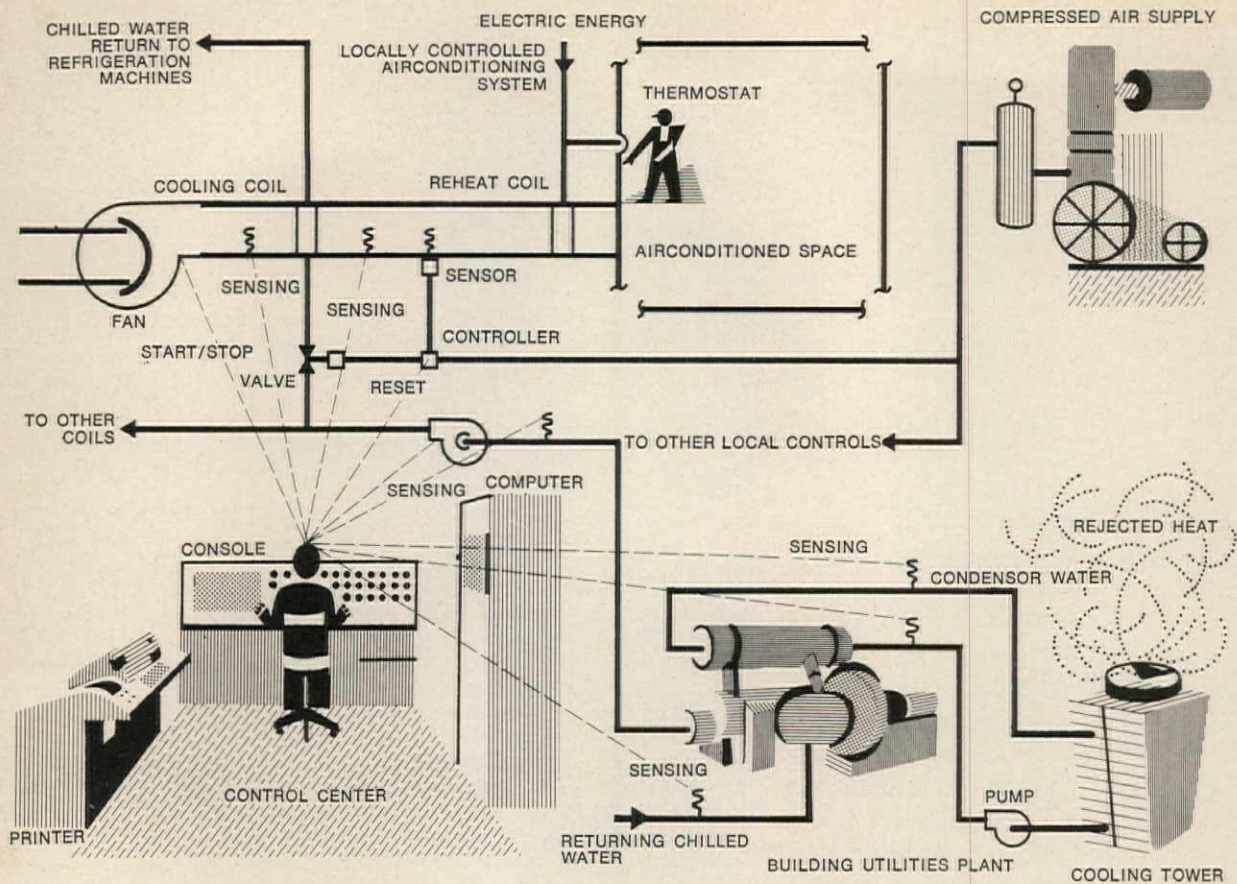 ELECTRIC ENERGY
COMPRESSED AIR SUPPLY
CHILLED WATER
RETURN TO
REFRIGERATION
MACHINES
LOCALLY CONTROLLED
AIRCONDITIONING
SYSTEM
THERMOSTAT
COOLING COIL
REHEAT COIL
AIRCONDITIONED SPACE
SENSING
SENSOR
SENSING
FAN
CONTROLLER
START/STOP
VALVE
RESET
TO OTHER
COILS
TO OTHER LOCAL CONTROLS
SENSING
COMPUTER
REJECTED HEAT
CONSOLE
SENSING
CONDENSOR WATER
SENSING
CONTROL CENTER
PUMP
PRINTER
RETURNING CHILLED
WATER
BUILDING UTILITIES PLANT
COOLING TOWER